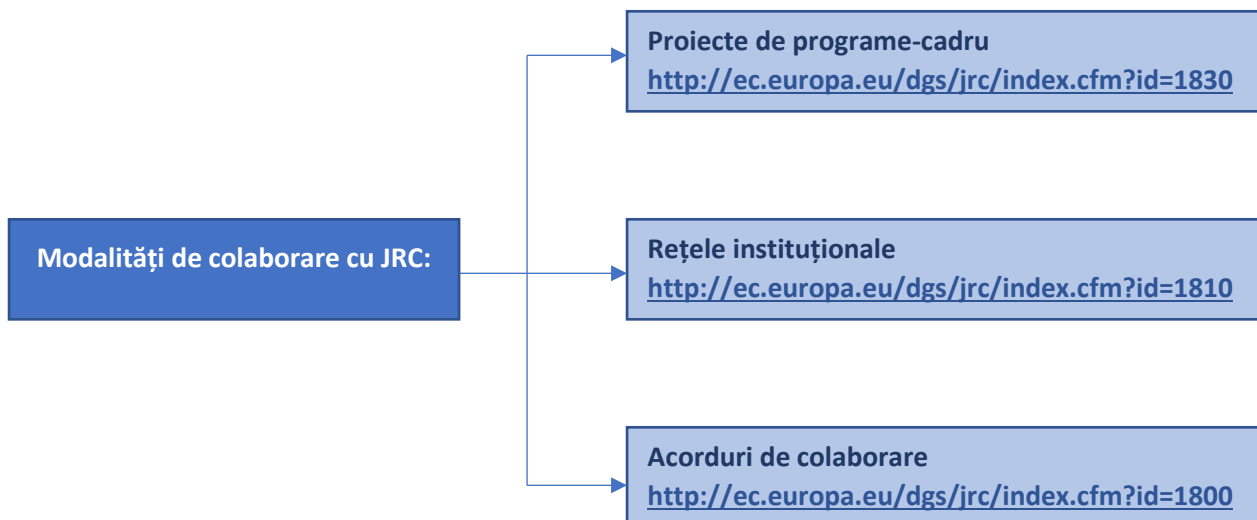 Proiecte de programe-cadru
http://ec.europa.eu/dgs/jrc/index.cfm?id=1830
Modalități de colaborare cu JRC:
Rețele instituționale
http://ec.europa.eu/dgs/jrc/index.cfm?id=1810
Acorduri de colaborare
http://ec.europa.eu/dgs/jrc/index.cfm?id=1800